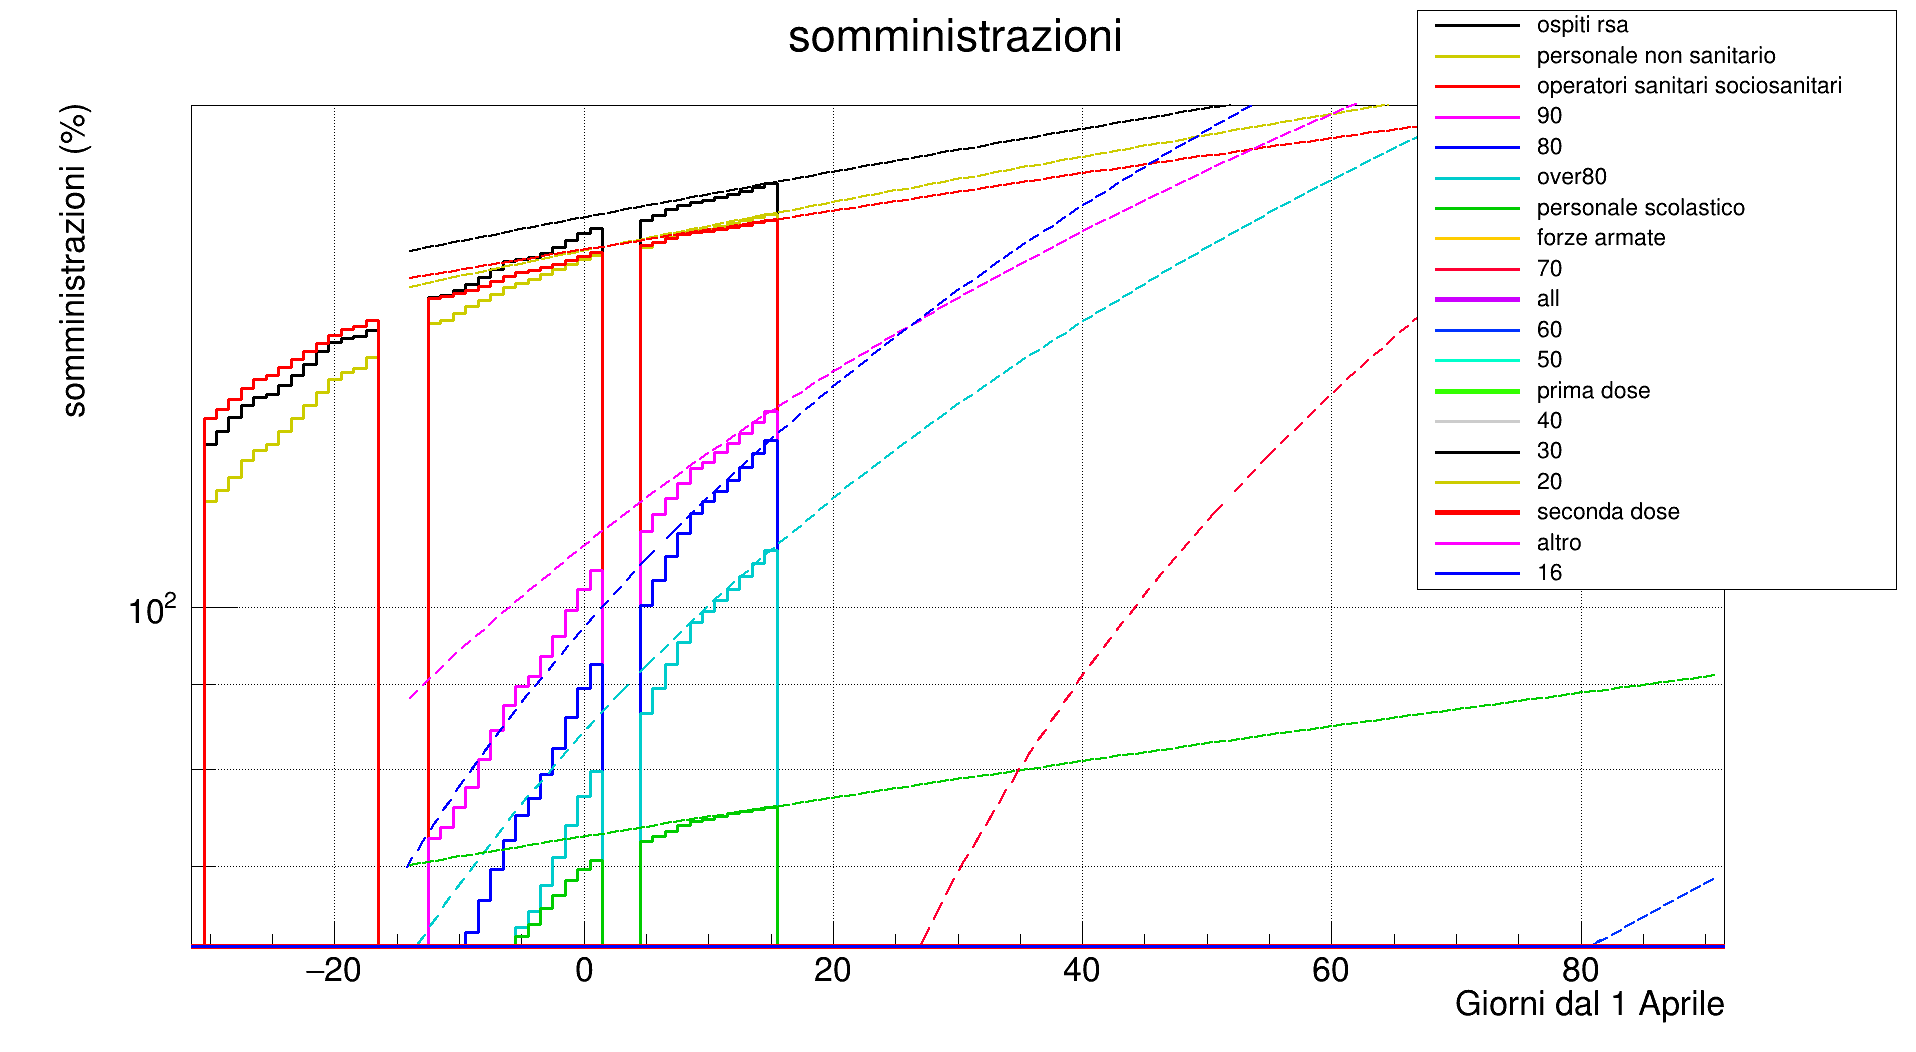 somministrazioni
somministrazioni (%)
10²
−20 0 20 40 60 80
Giorni dal 1 Aprile
ospiti rsa
personale non sanitario
operatori sanitari sociosanitari
90
80
over80
personale scolastico
forze armate
70
all
60
50
prima dose
40
30
20
seconda dose
altro
16